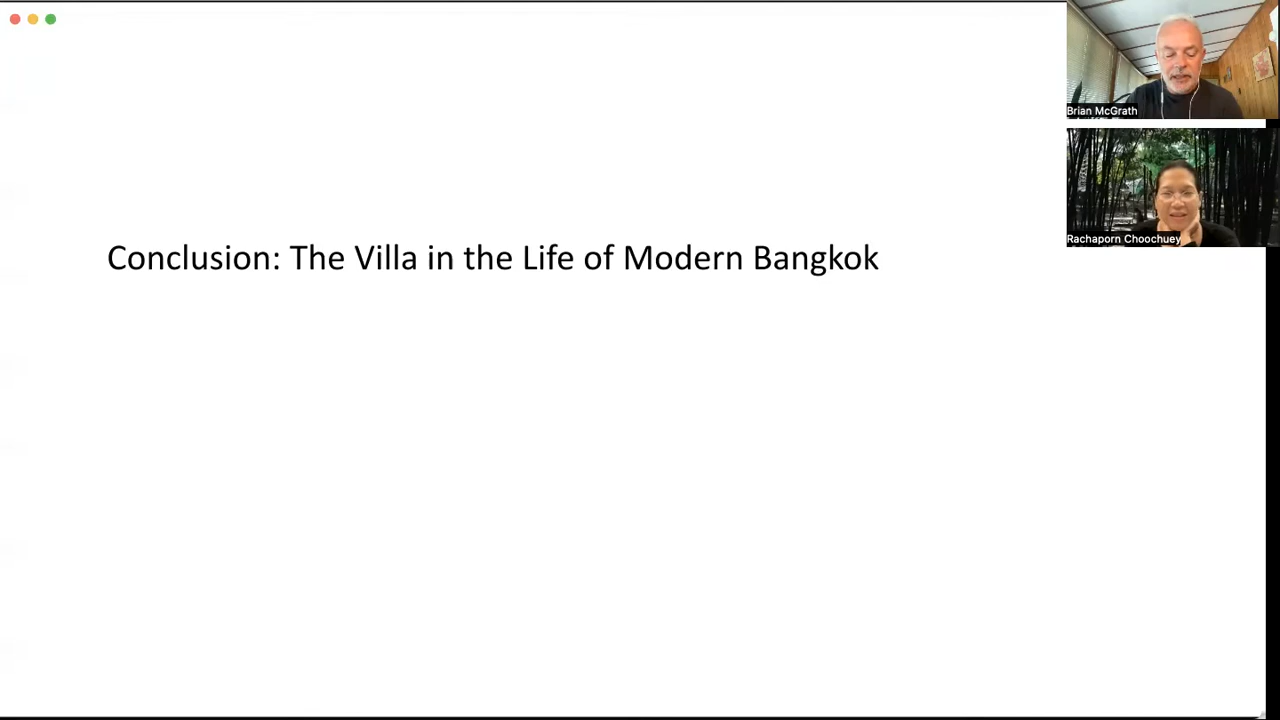 Conclusion: The Villa in the Life of Modern Bangkok
Brian McGrath
Rachaporn Choochuey